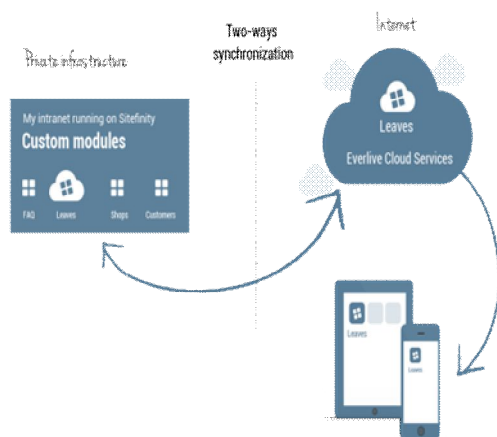 Two-ways
synchronization
Internet
Private infrastructure
My intranet running on Sitefinity
Custom modules
FAQ
Leaves
Shops
Customers
Leaves
Everlive Cloud Services
Leaves
Leaves